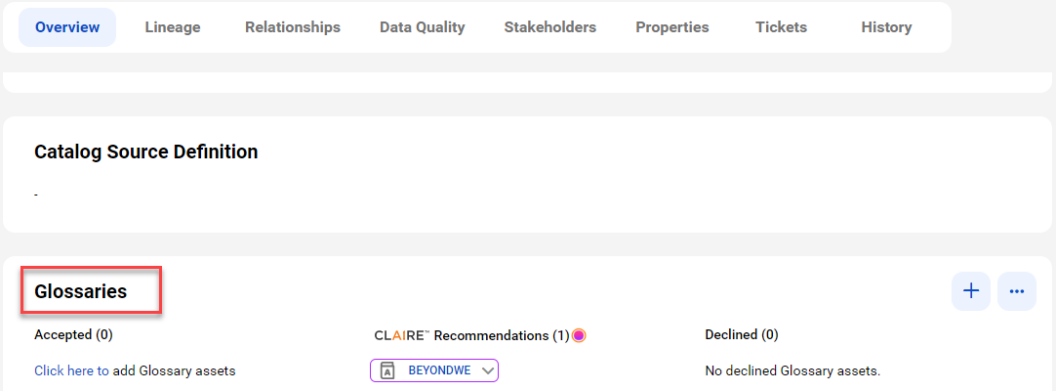 Overview Lineage Relationships Data Quality Stakeholders Properties Tickets History
Catalog Source Definition
-
Glossaries
Accepted (0) CLAIRE™ Recommendations (1) Declined (0)
Click here to add Glossary assets BEYONDWE No declined Glossary assets.